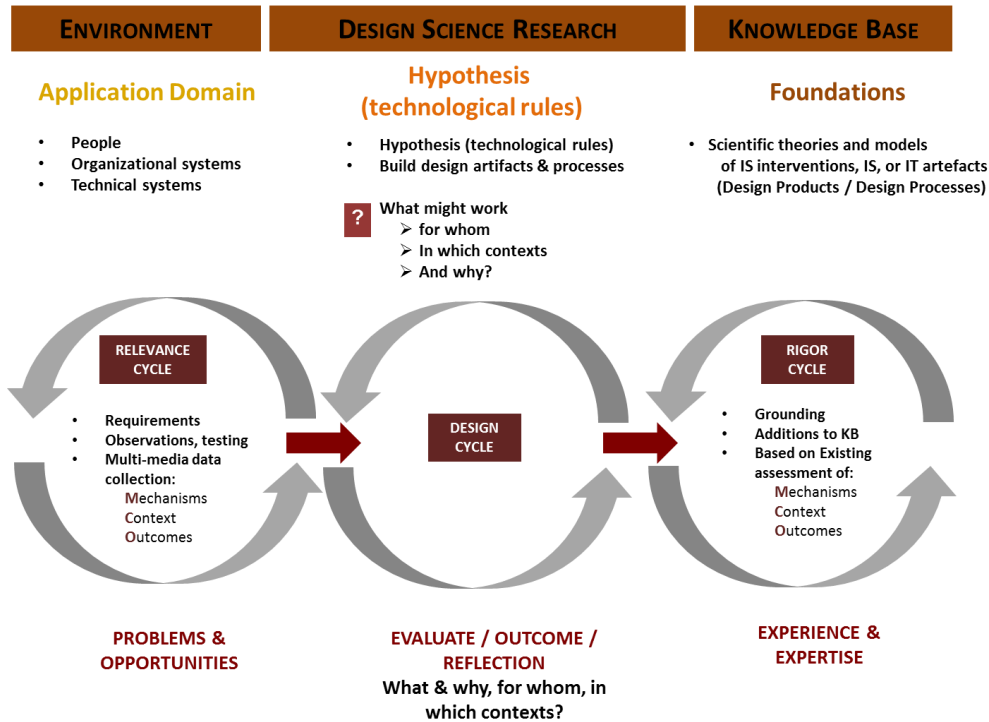 ENVIRONMENT
DESIGN SCIENCE RESEARCH
KNOWLEDGE BASE
Application Domain
• People
• Organizational systems
• Technical systems
Hypothesis
(technological rules)
• Hypothesis (technological rules)
• Build design artifacts & processes
?
What might work
➢ for whom
➢ In which contexts
➢ And why?
Foundations
• Scientific theories and models
of IS interventions, IS, or IT artefacts
(Design Products / Design Processes)
RELEVANCE
CYCLE
• Requirements
• Observations, testing
• Multi-media data
collection:
Mechanisms
Context
Outcomes
DESIGN
CYCLE
RIGOR
CYCLE
• Grounding
• Additions to KB
• Based on Existing
assessment of:
Mechanisms
Context
Outcomes
PROBLEMS &
OPPORTUNITIES
EVALUATE / OUTCOME /
REFLECTION
What & why, for whom, in
which contexts?
EXPERIENCE &
EXPERTISE